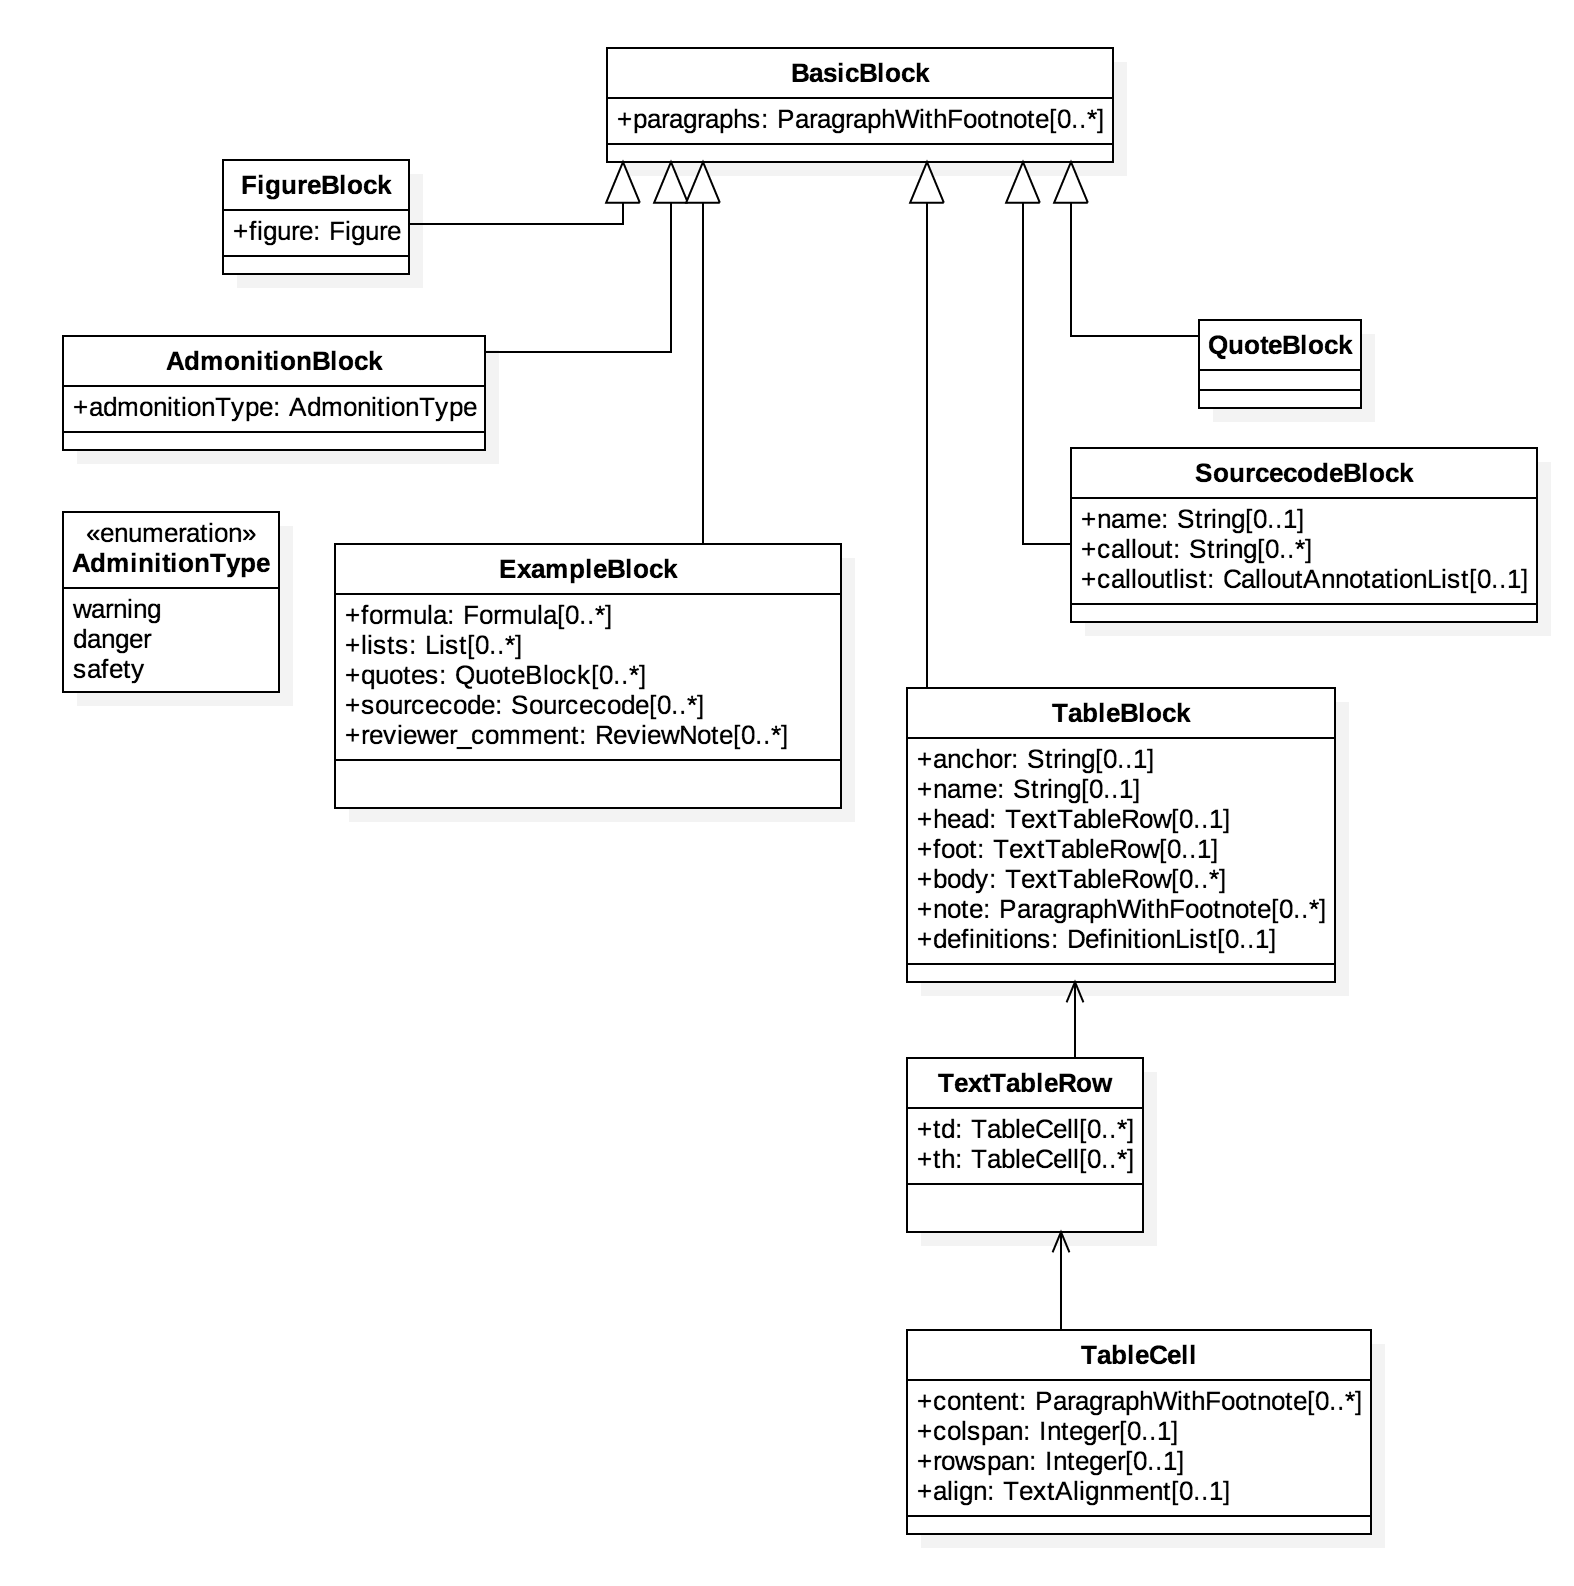 BasicBlock
+paragraphs: ParagraphWithFootnote[0..*]
FigureBlock
+figure: Figure
AdmonitionBlock
+admonitionType: AdmonitionType
QuoteBlock
SourcecodeBlock
+name: String[0..1]
+callout: String[0..*]
+calloutlist: CalloutAnnotationList[0..1]
«enumeration»
AdminitionType
warning
danger
safety
ExampleBlock
+formula: Formula[0..*]
+lists: List[0..*]
+quotes: QuoteBlock[0..*]
+sourcecode: Sourcecode[0..*]
+reviewer_comment: ReviewNote[0..*]
TableBlock
+anchor: String[0..1]
+name: String[0..1]
+head: TextTableRow[0..1]
+foot: TextTableRow[0..1]
+body: TextTableRow[0..*]
+note: ParagraphWithFootnote[0..*]
+definitions: DefinitionList[0..1]
TextTableRow
+td: TableCell[0..*]
+th: TableCell[0..*]
TableCell
+content: ParagraphWithFootnote[0..*]
+colspan: Integer[0..1]
+rowspan: Integer[0..1]
+align: TextAlignment[0..1]